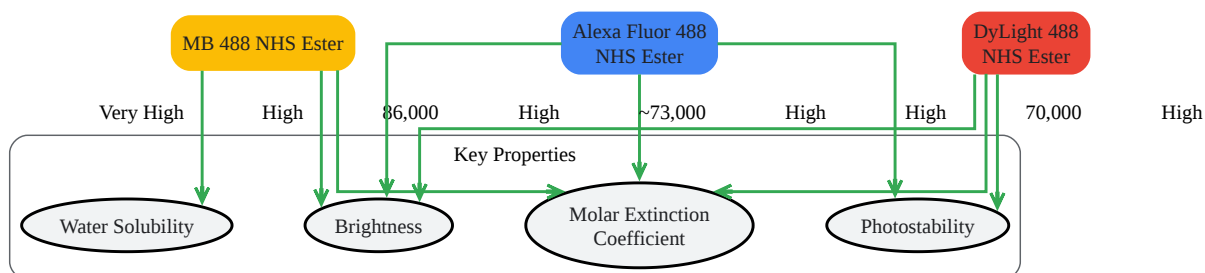 MB 488 NHS Ester
Alexa Fluor 488
NHS Ester
DyLight 488
NHS Ester
Very High
High
86,000
High
~73,000
High
High
70,000
High
Key Properties
Water Solubility
Brightness
Molar Extinction
Coefficient
Photostability